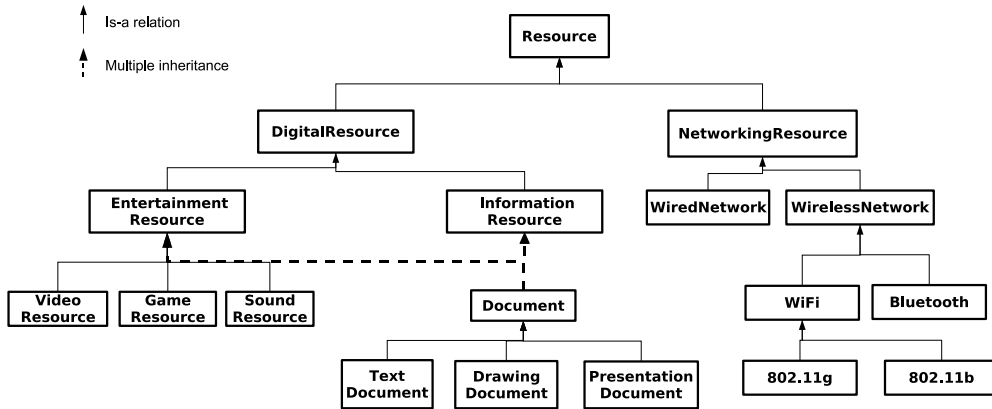 Is-a relation
Multiple inheritance
Resource
DigitalResource
NetworkingResource
Entertainment
Resource
Information
Resource
WiredNetwork
WirelessNetwork
Video
Resource
Game
Resource
Sound
Resource
Document
WiFi
Bluetooth
Text
Document
Drawing
Document
Presentation
Document
802.11g
802.11b